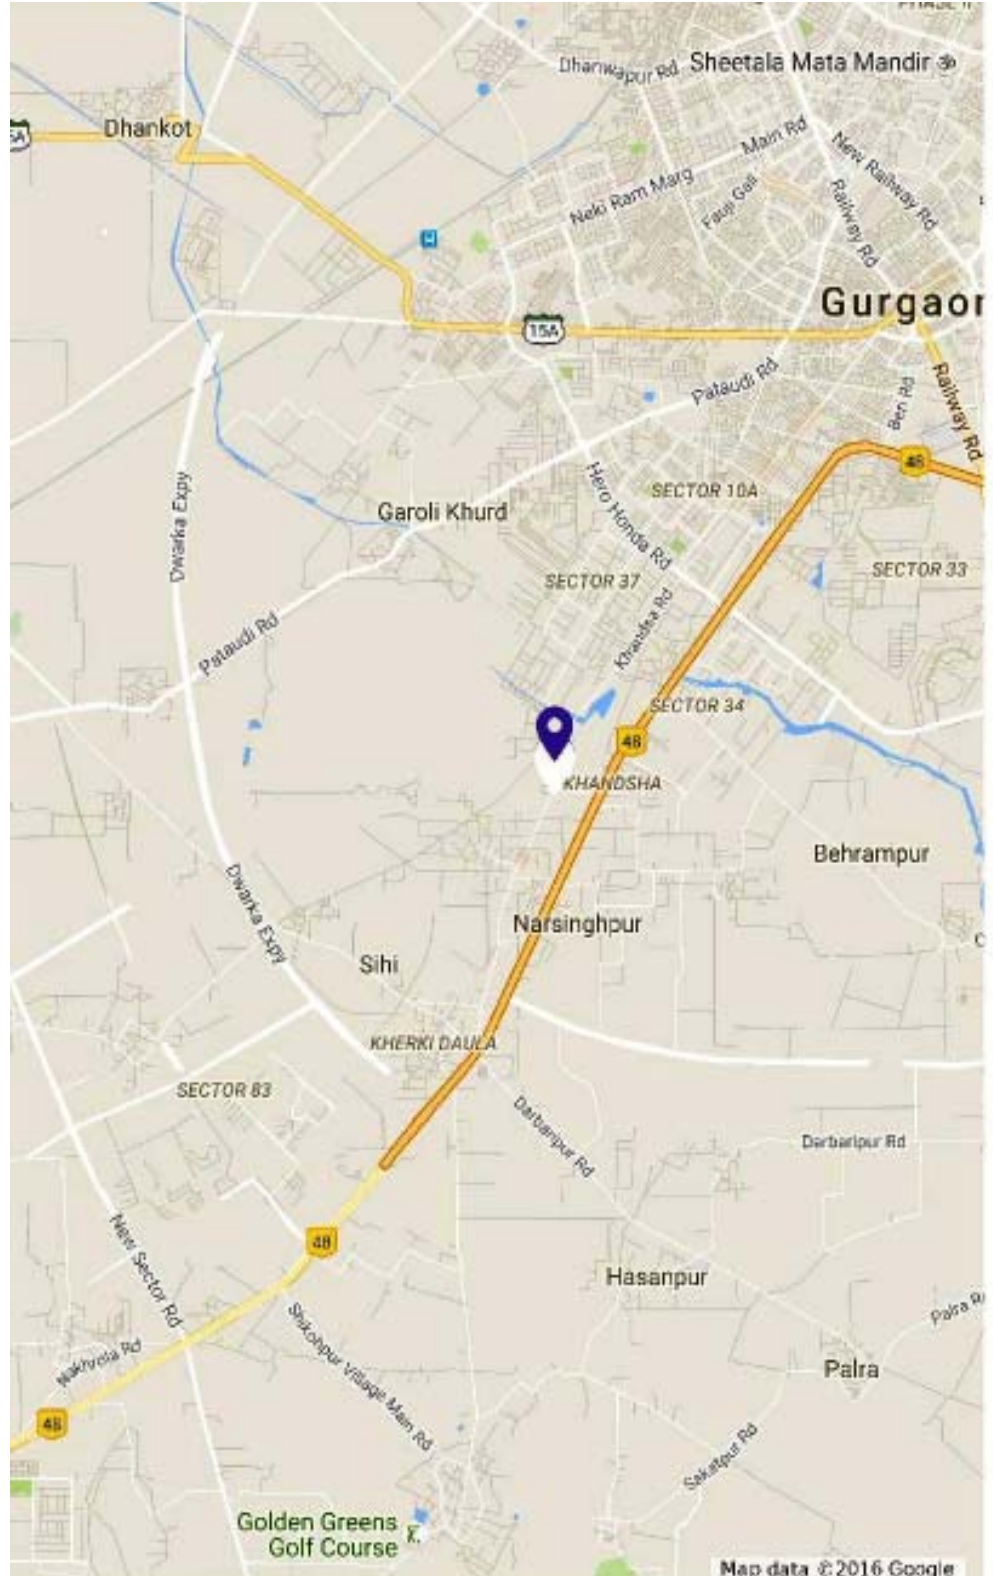 PHASE II
Dhanwapur Rd
Sheetala Mata Mandir
5A
Dhankot
Main Rd
New Railway Rd
Neki Ram Marg
Fauji Gali
Railway Rd
Gurgaon
15A
Pataudi Rd
Ben Rd
Railway Rd
48
Dwarka Expy
Hero Honda Rd
SECTOR 10A
Garoli Khurd
SECTOR 37
SECTOR 33
Khandsa Rd
Pataudi Rd
SECTOR 34
48
KHANDSHA
Behrampur
Dwarka Expy
Narsinghpur
Sihi
C
KHERKI DAULA
SECTOR 83
Darbaripur Rd
Darbaripur Rd
New Sector Rd
48
Hasanpur
Palra R
Nakhrola Rd
Shikohpur Village Main Rd
Palra
48
Sakatpur Rd
Golden Greens
Golf Course
Map data ©2016 Google